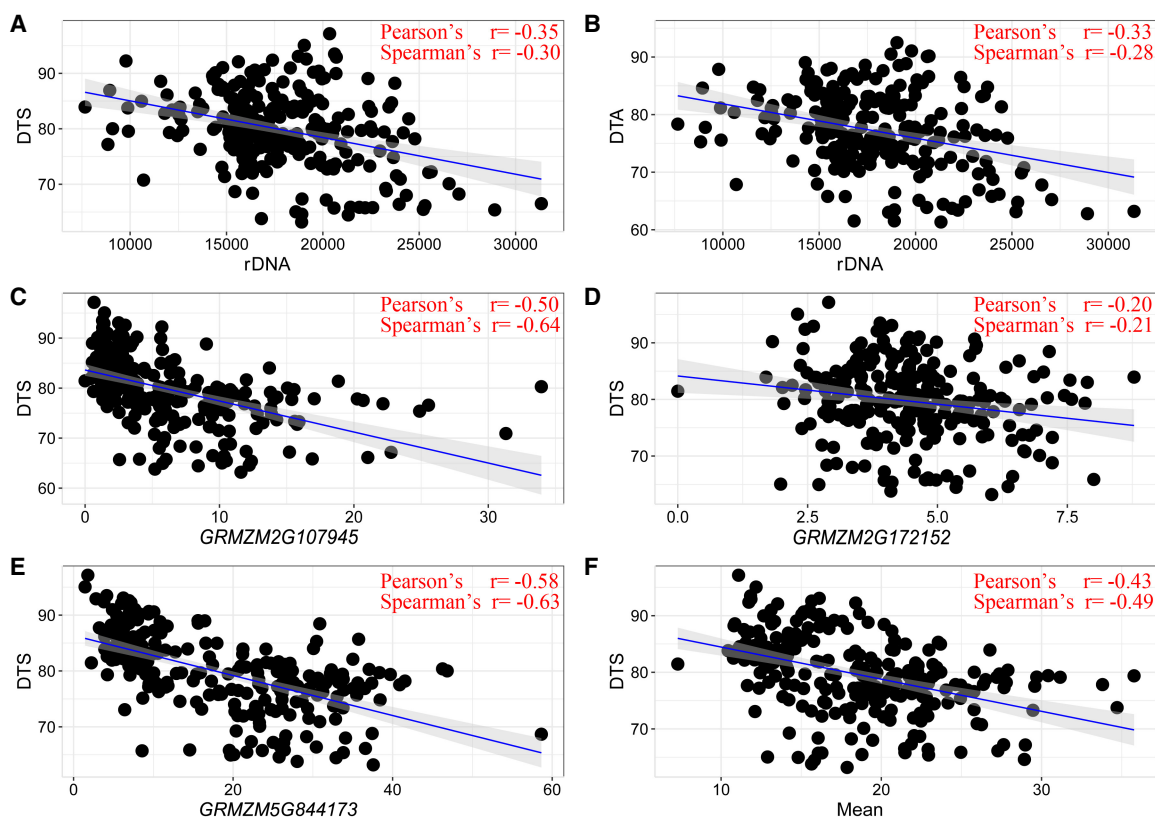 A
Pearson's r= -0.35
Spearman's r= -0.30
DTS
90
80
70
10000 15000 20000 25000 30000
rDNA
B
Pearson's r= -0.33
Spearman's r= -0.28
DTA
90
80
70
60
10000 15000 20000 25000 30000
rDNA
C
Pearson's r= -0.50
Spearman's r= -0.64
DTS
90
80
70
60
0 10 20 30
GRMZM2G107945
D
Pearson's r= -0.20
Spearman's r= -0.21
DTS
90
80
70
0.0 2.5 5.0 7.5
GRMZM2G172152
E
Pearson's r= -0.58
Spearman's r= -0.63
DTS
90
80
70
0 20 40 60
GRMZM5G844173
F
Pearson's r= -0.43
Spearman's r= -0.49
DTS
90
80
70
10 20 30
Mean